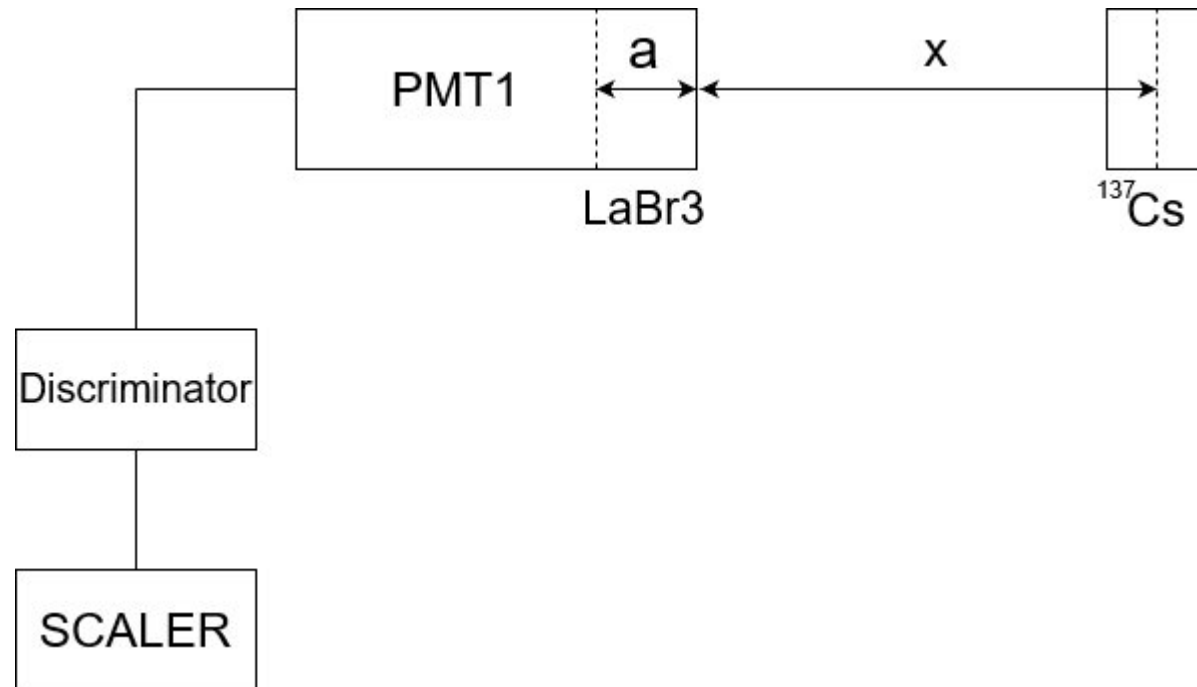 PMT1
a
x
LaBr3
¹³⁷Cs
Discriminator
SCALER